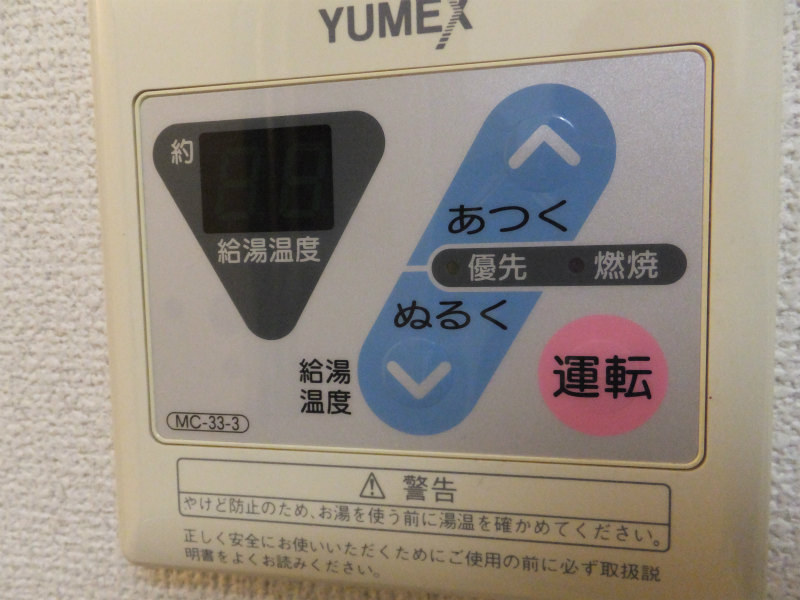 YUMEX
約
給湯温度
あつく
優先 燃焼
ぬるく
給湯
温度
運転
MC-33-3
⚠ 警告
やけど防止のため、お湯を使う前に湯温を確かめてください。
正しく安全にお使いいただくためにご使用の前に必ず取扱説
明書をよくお読みください。